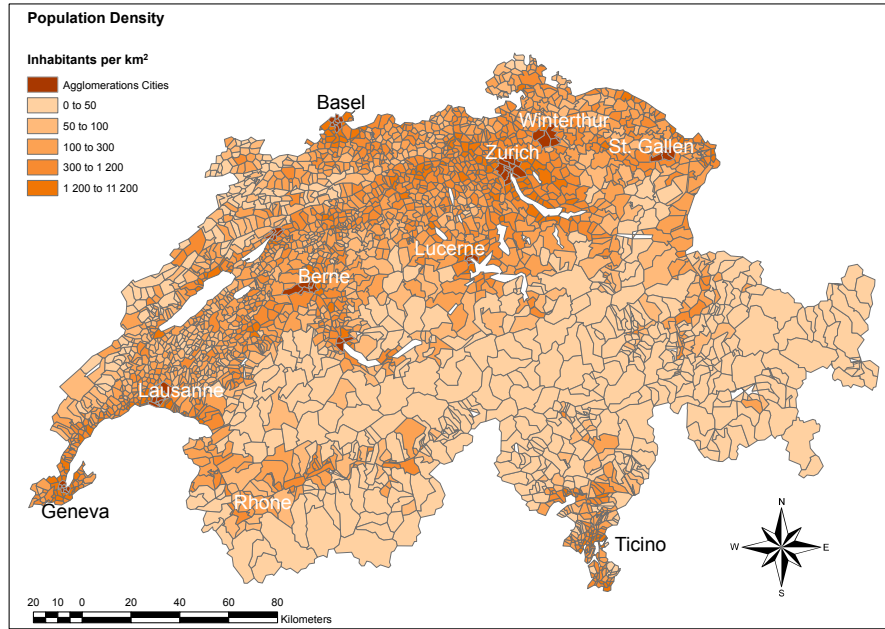 Population Density
Inhabitants per km²
Agglomerations Cities
0 to 50
50 to 100
100 to 300
300 to 1 200
1 200 to 11 200
Basel
Winterthur
Zurich
St. Gallen
Lucerne
Berne
Lausanne
Rhone
Geneva
Ticino
N
W E
S
20 10 0 20 40 60 80
Kilometers